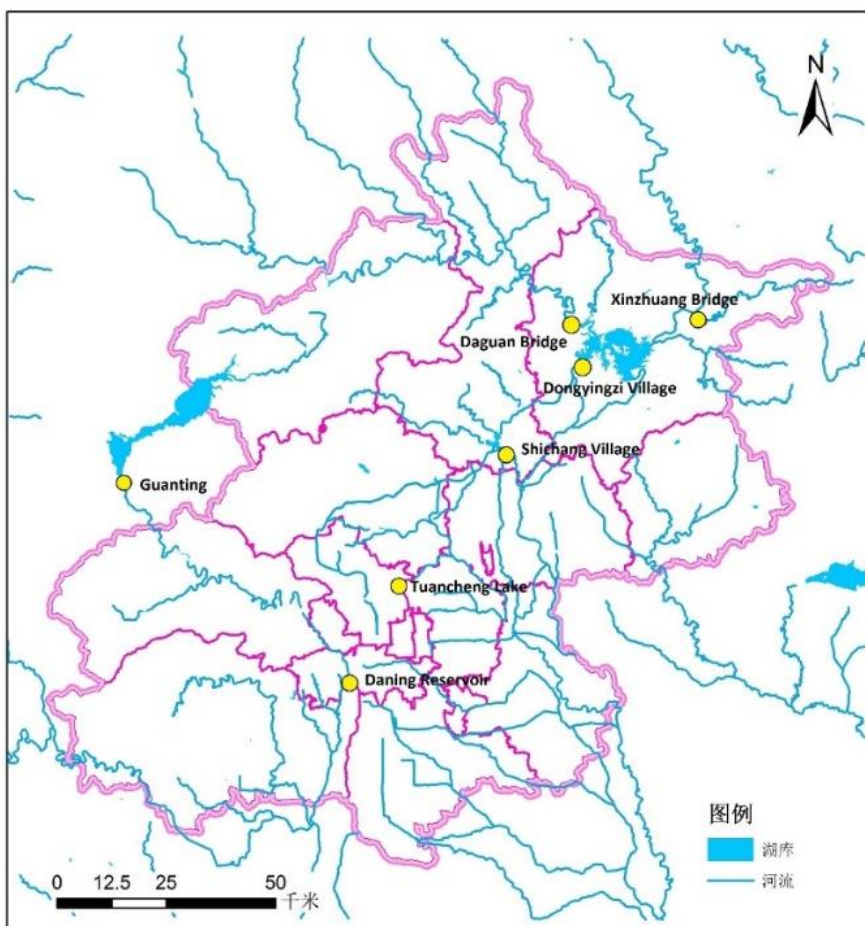 N
Xinzhuang Bridge
Daguan Bridge
Dongyingzi Village
Shichang Village
Guanting
Tuancheng Lake
Daning Reservoir
图例
湖库
河流
0 12.5 25 50
千米